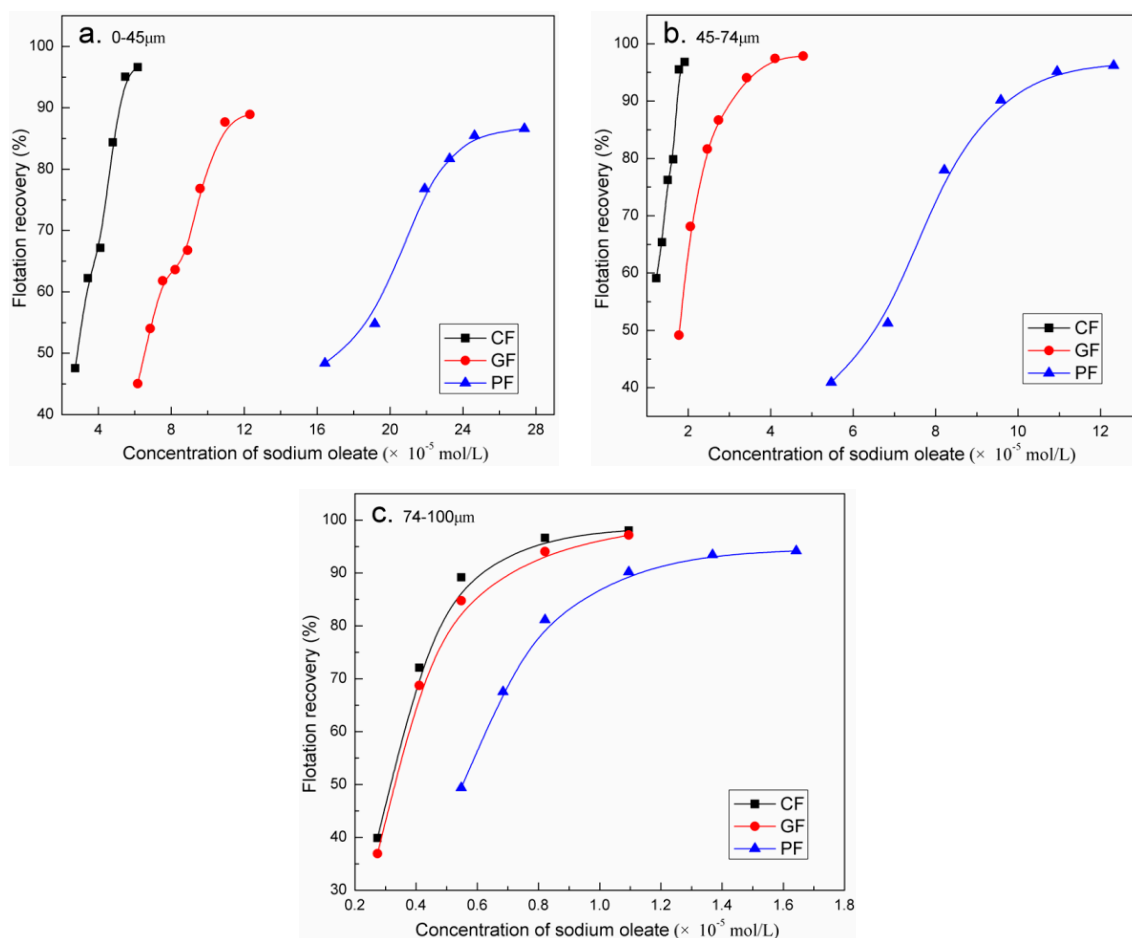 a. 0-45μm
100
90
80
70
60
50
40
Flotation recovery (%)
CF
GF
PF
4 8 12 16 20 24 28
Concentration of sodium oleate (× 10⁻⁵ mol/L)
b. 45-74μm
100
90
80
70
60
50
40
Flotation recovery (%)
CF
GF
PF
2 4 6 8 10 12
Concentration of sodium oleate (× 10⁻⁵ mol/L)
c. 74-100μm
100
90
80
70
60
50
40
30
Flotation recovery (%)
CF
GF
PF
0.2 0.4 0.6 0.8 1.0 1.2 1.4 1.6 1.8
Concentration of sodium oleate (× 10⁻⁵ mol/L)